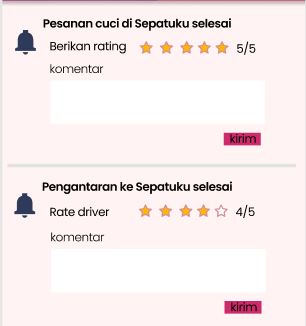 Pesanan cuci di Sepatuku selesai
Berikan rating 5/5
komentar
kirim
Pengantaran ke Sepatuku selesai
Rate driver 4/5
komentar
kirim